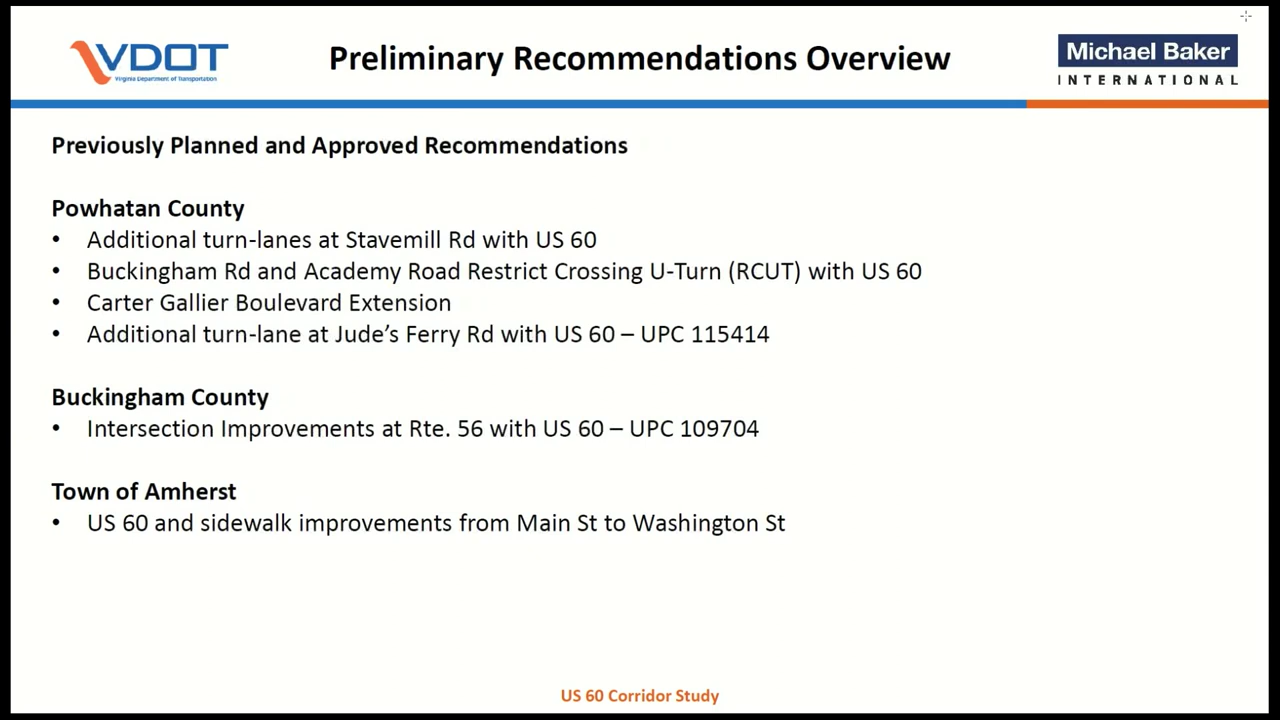 VDOT
Virginia Department of Transportation
Preliminary Recommendations Overview
Michael Baker
INTERNATIONAL
Previously Planned and Approved Recommendations
Powhatan County
• Additional turn-lanes at Stavemill Rd with US 60
• Buckingham Rd and Academy Road Restrict Crossing U-Turn (RCUT) with US 60
• Carter Gallier Boulevard Extension
• Additional turn-lane at Jude's Ferry Rd with US 60 – UPC 115414
Buckingham County
• Intersection Improvements at Rte. 56 with US 60 – UPC 109704
Town of Amherst
• US 60 and sidewalk improvements from Main St to Washington St
US 60 Corridor Study